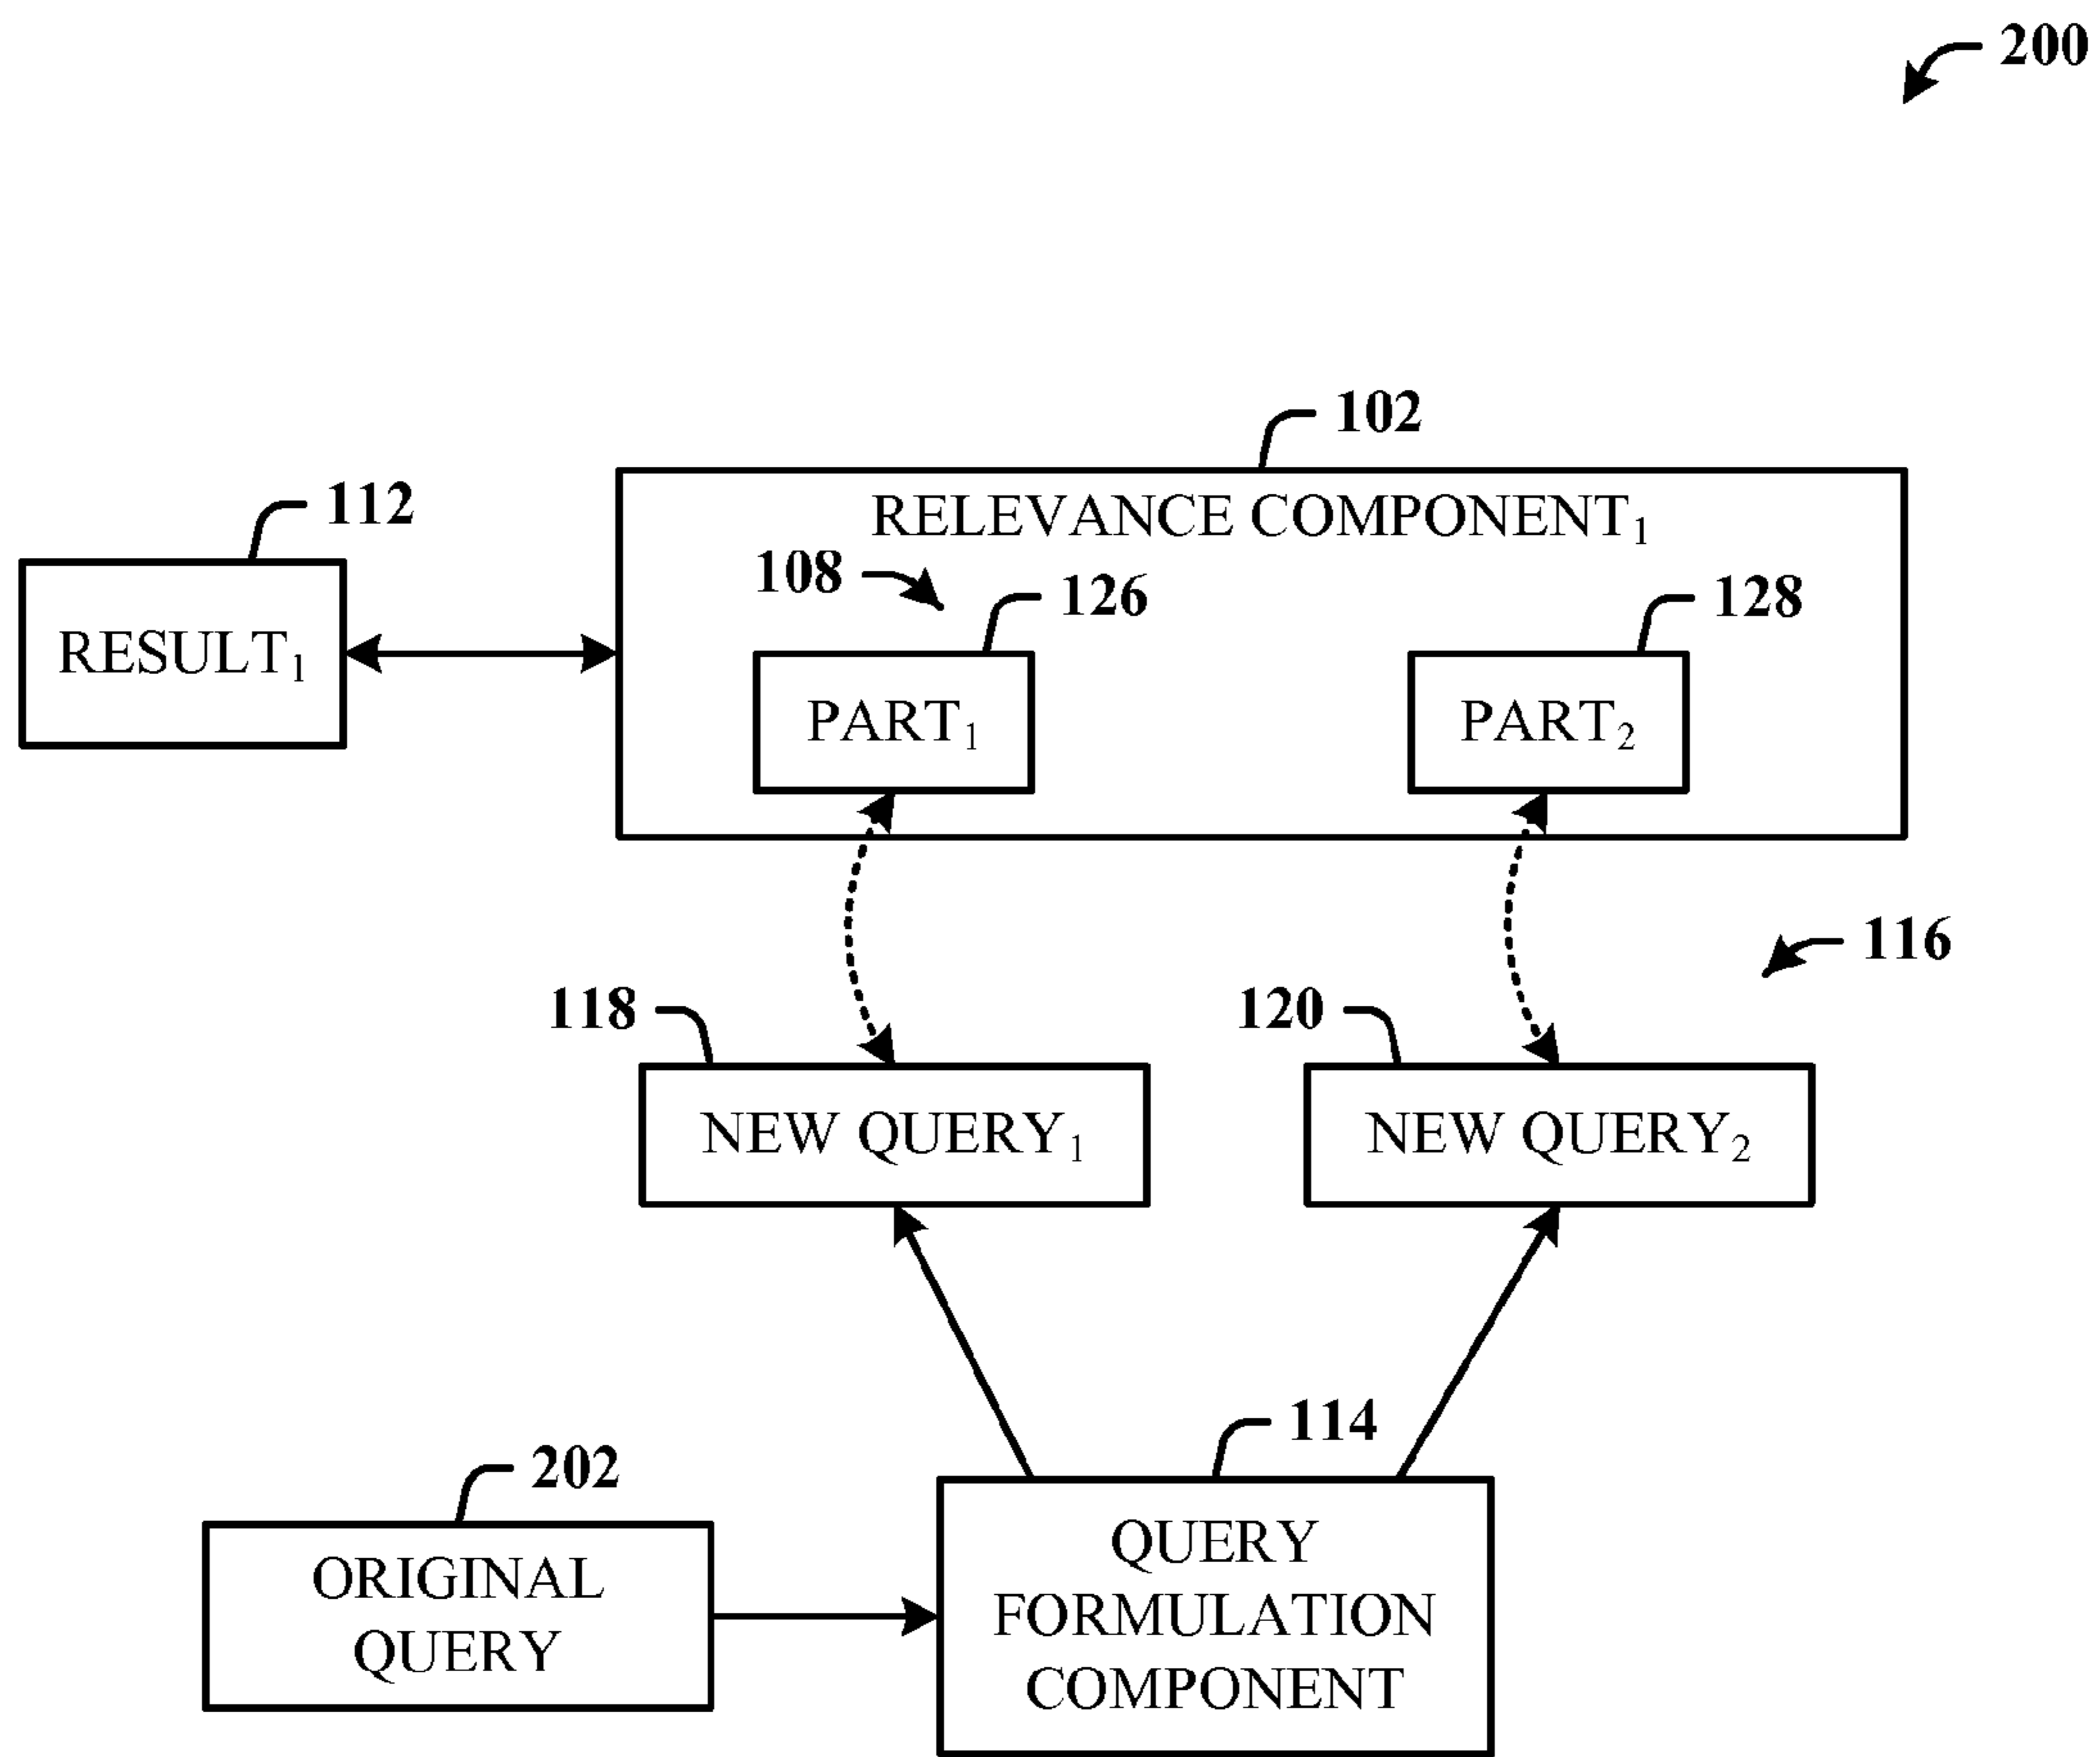 200
102
112
RELEVANCE COMPONENT₁
108
126
128
RESULT₁
PART₁
PART₂
116
118
120
NEW QUERY₁
NEW QUERY₂
114
202
QUERY
FORMULATION
COMPONENT
ORIGINAL
QUERY